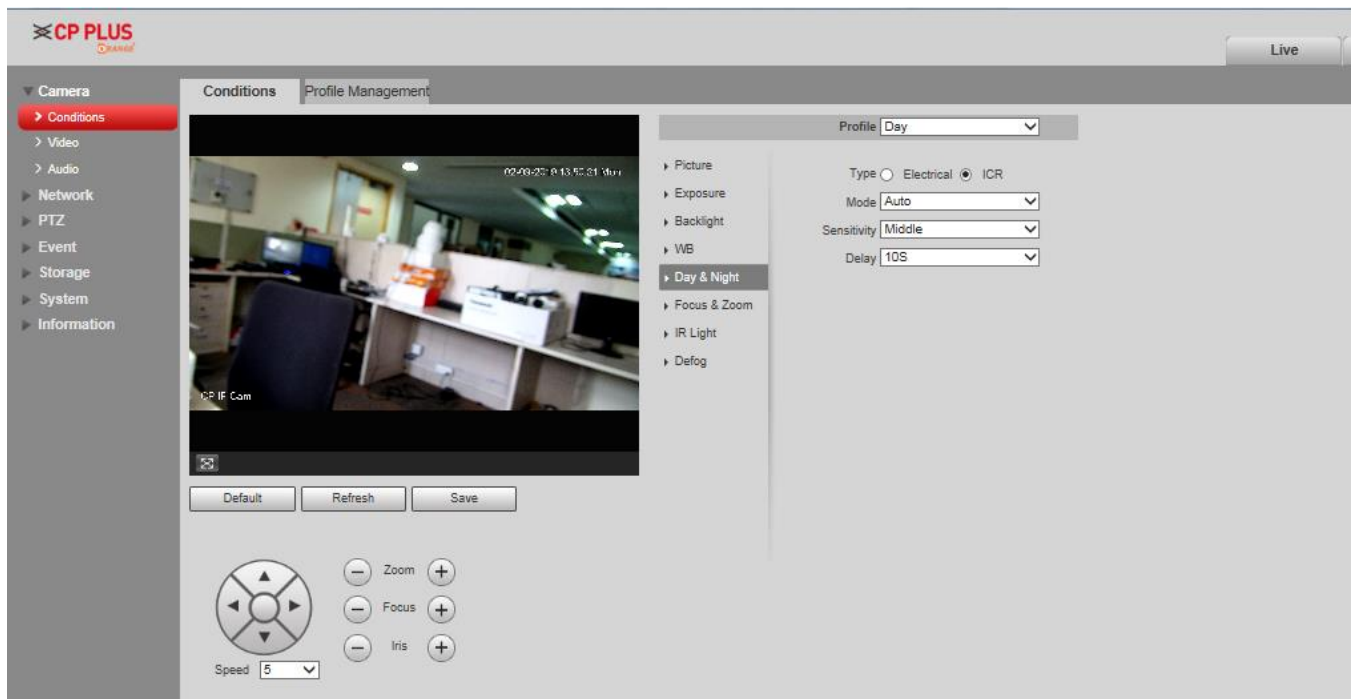 CP PLUS
Orange
Live
Camera
Conditions
Video
Audio
Network
PTZ
Event
Storage
System
Information
Conditions
Profile Management
Mon
Cam
Default
Refresh
Save
Zoom
Focus
Iris
Speed 5
Profile Day
Picture
Exposure
Backlight
WB
Day & Night
Focus & Zoom
IR Light
Defog
Type Electrical ICR
Mode Auto
Sensitivity Middle
Delay 10S